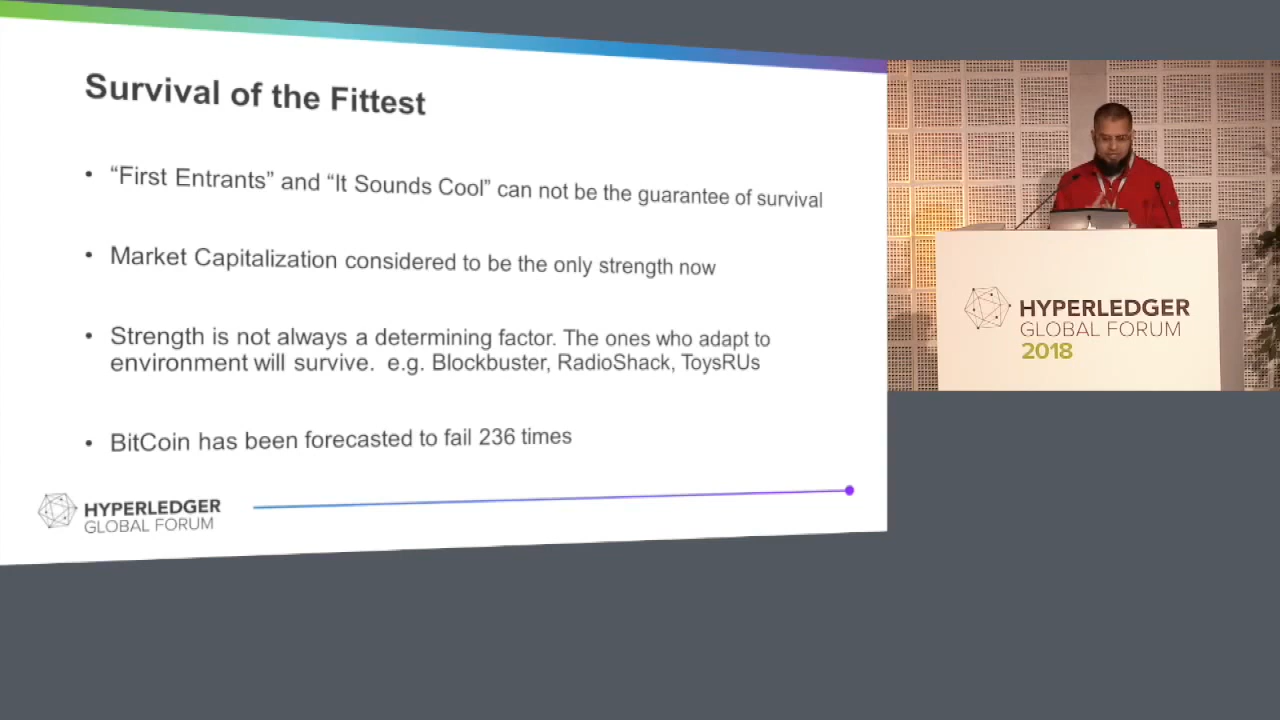 Survival of the Fittest
• “First Entrants” and “It Sounds Cool” can not be the guarantee of survival
• Market Capitalization considered to be the only strength now
• Strength is not always a determining factor. The ones who adapt to
environment will survive.  e.g. Blockbuster, RadioShack, ToysRUs
• BitCoin has been forecasted to fail 236 times
HYPERLEDGER
GLOBAL FORUM
HYPERLEDGER
GLOBAL FORUM
2018